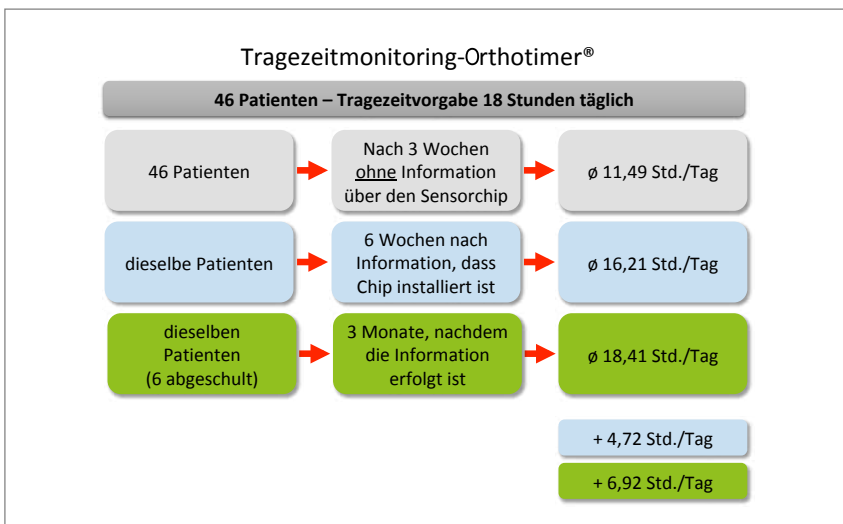 Tragezeitmonitoring-Orthotimer®
46 Patienten – Tragezeitvorgabe 18 Stunden täglich
46 Patienten
Nach 3 Wochen
ohne Information
über den Sensorchip
ø 11,49 Std./Tag
dieselbe Patienten
6 Wochen nach
Information, dass
Chip installiert ist
ø 16,21 Std./Tag
dieselben
Patienten
(6 abgeschult)
3 Monate, nachdem
die Information
erfolgt ist
ø 18,41 Std./Tag
+ 4,72 Std./Tag
+ 6,92 Std./Tag